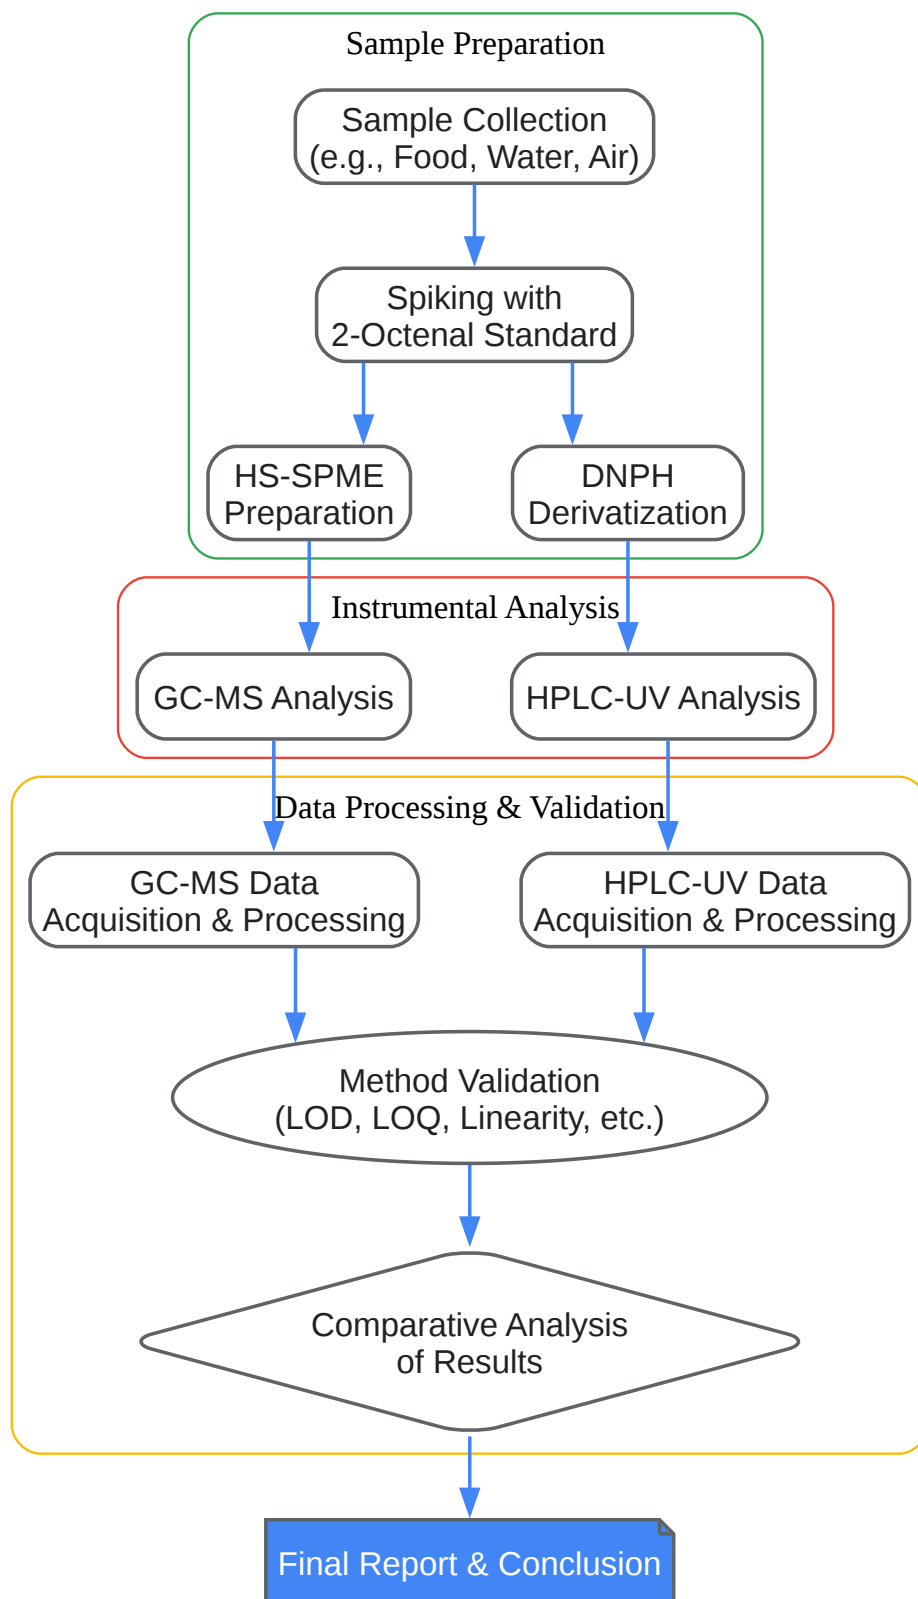 Sample Preparation
Sample Collection
(e.g., Food, Water, Air)
Spiking with
2-Octenal Standard
HS-SPME
Preparation
DNPH
Derivatization
Instrumental Analysis
GC-MS Analysis
HPLC-UV Analysis
Data Processing & Validation
GC-MS Data
Acquisition & Processing
HPLC-UV Data
Acquisition & Processing
Method Validation
(LOD, LOQ, Linearity, etc.)
Comparative Analysis
of Results
Final Report & Conclusion